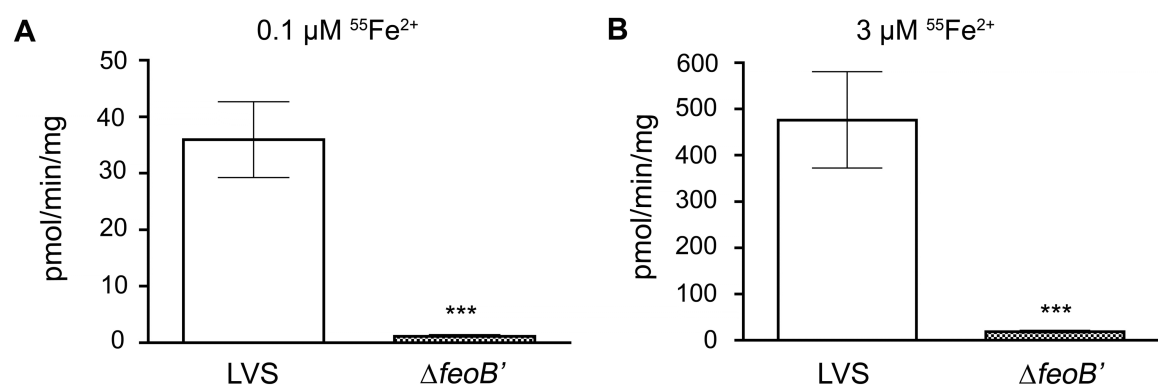 A
0.1 µM ⁵⁵Fe²⁺
50
40
30
20
10
0
pmol/min/mg
***
LVS
ΔfeoB’
B
3 µM ⁵⁵Fe²⁺
600
500
400
300
200
100
0
pmol/min/mg
***
LVS
ΔfeoB’